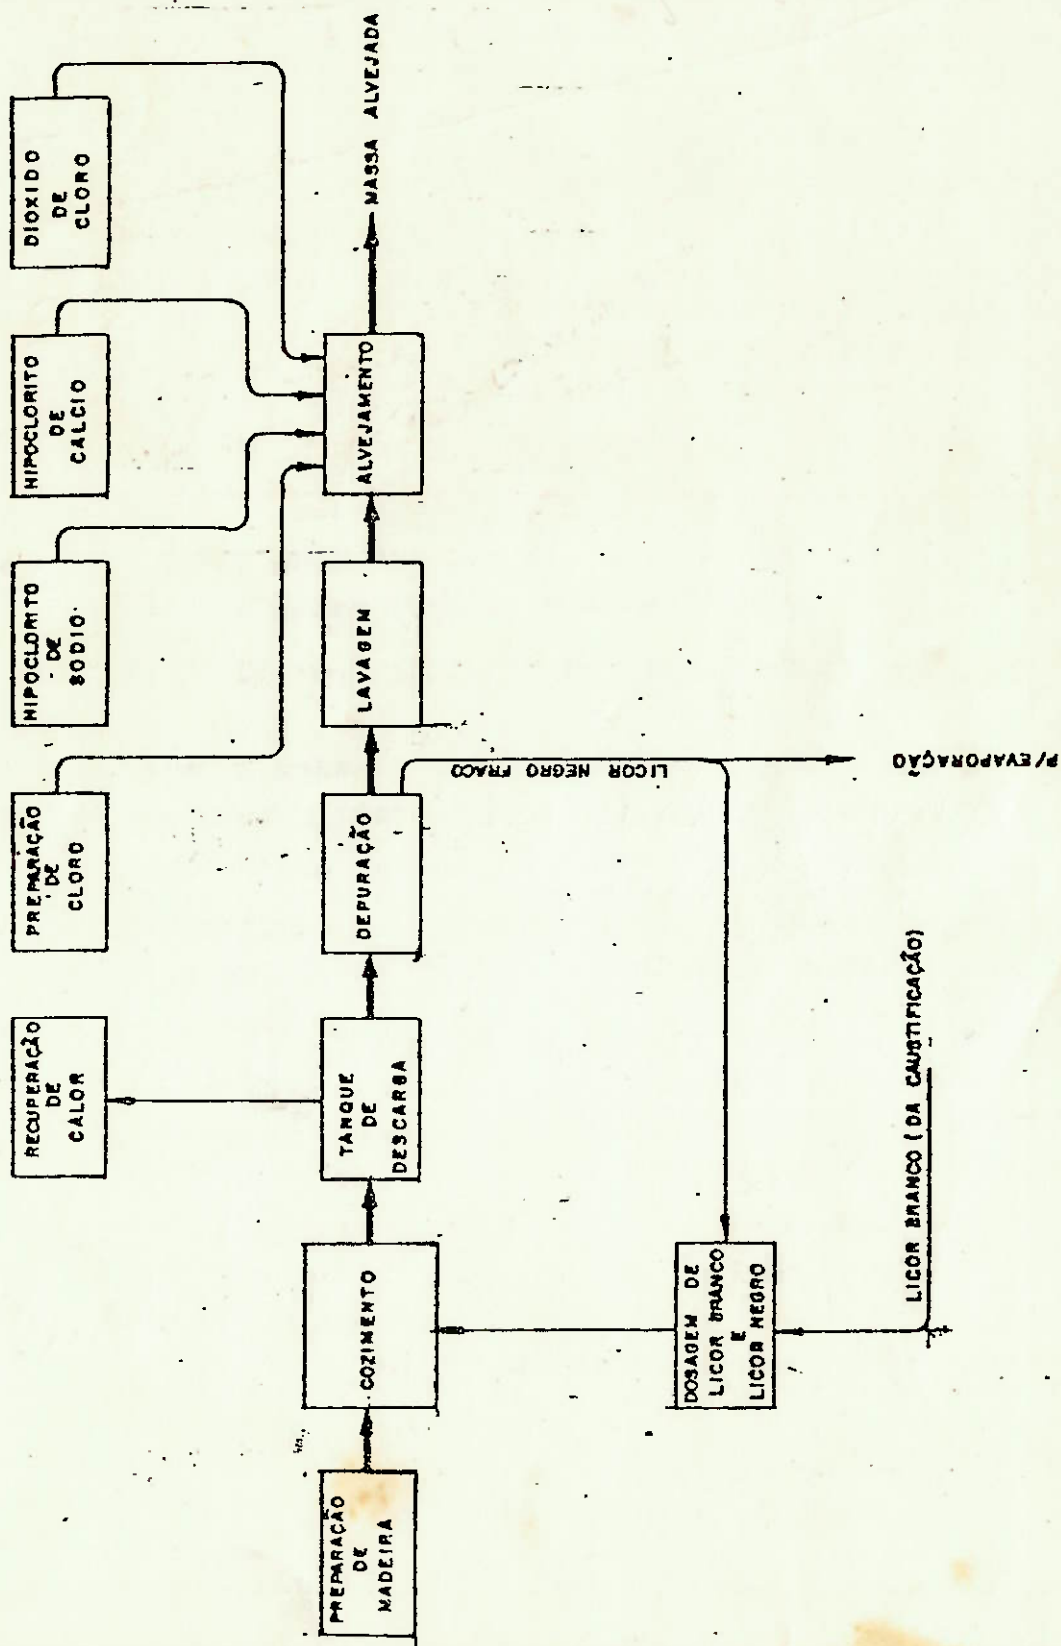 RECUPERAÇÃO
DE
CALOR
PREPARAÇÃO
DE
CLORO
HIPOCLORITO
DE
SODIO
HIPOCLORITO
DE
CALCIO
DIOXIDO
DE
CLORO
PREPARAÇÃO
DE
MADEIRA
COZIMENTO
TANQUE
DE
DESCARGA
DEPURAÇÃO
LAVAGEM
ALVEJAMENTO
MASSA ALVEJADA
LICOR NEGRO FRACO
P/EVAPORAÇÃO
DOSAGEM DE
LICOR BRANCO
E
LICOR NEGRO
LICOR BRANCO (DA CAUSTIFICAÇÃO)